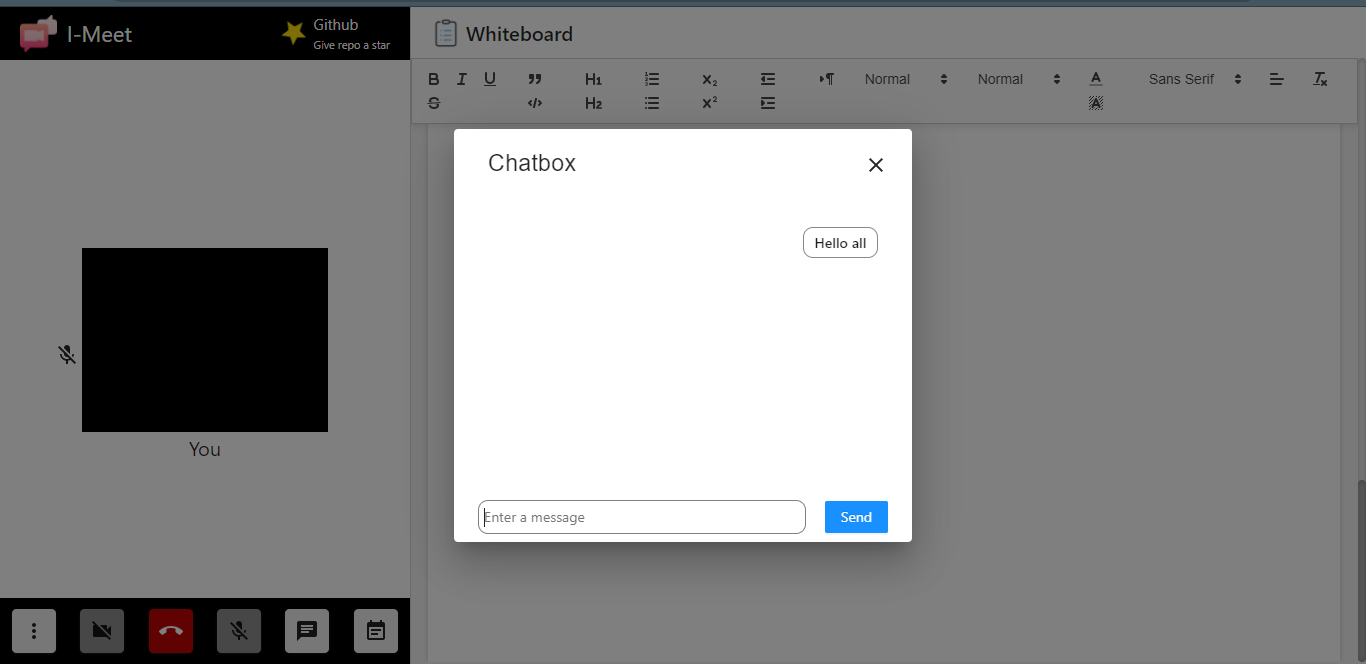 I-Meet
Github
Give repo a star
Whiteboard
B I U H1 X2 Normal Normal A Sans Serif Tx
S </> H2 X² A
Chatbox
Hello all
You
Enter a message
Send